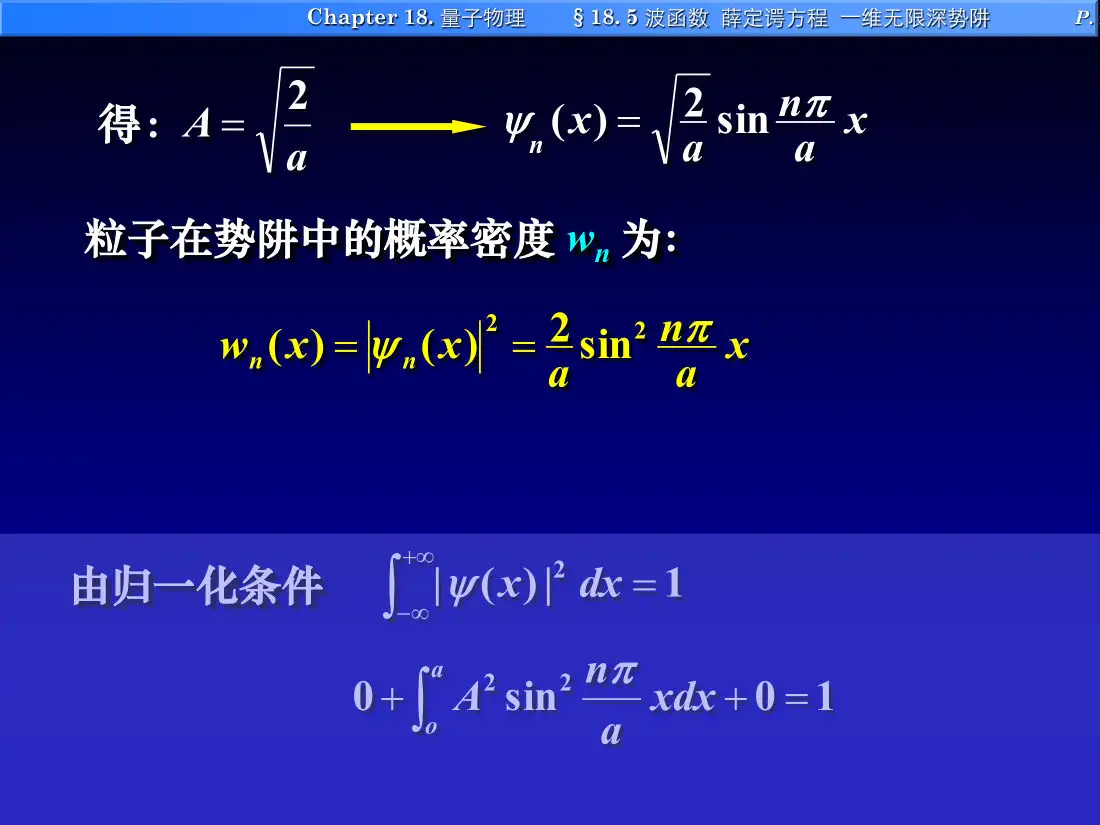 Chapter 18. 量子物理 § 18. 5 波函数 薛定谔方程 一维无限深势阱 P.
得: A = √(2/a) ψₙ(x) = √(2/a) sin nπ/a x
粒子在势阱中的概率密度 wₙ 为:
wₙ(x) = |ψₙ(x)|² = 2/a sin² nπ/a x
由归一化条件 ∫₋∞⁺∞ |ψ(x)|² dx = 1
0 + ∫ₒᵃ A² sin² nπ/a xdx + 0 = 1